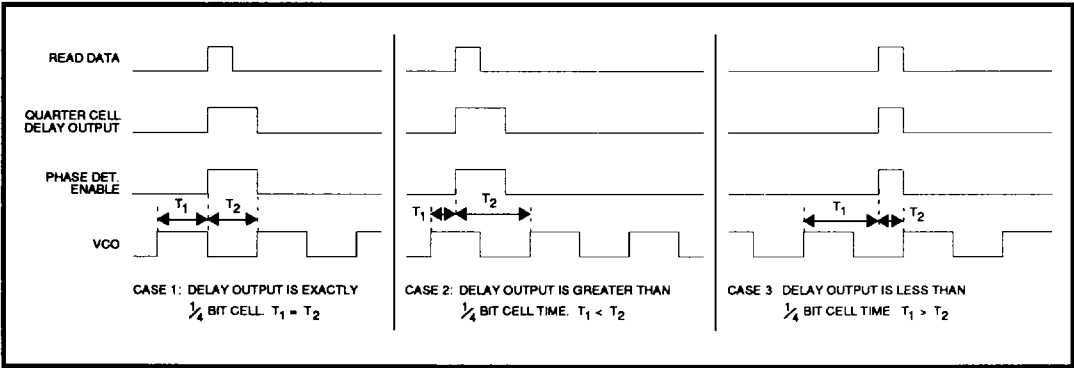 READ DATA
QUARTER CELL
DELAY OUTPUT
PHASE DET.
ENABLE
T1
T2
T1
T2
T1
T2
VCO
CASE 1: DELAY OUTPUT IS EXACTLY
1/4 BIT CELL. T1 = T2
CASE 2: DELAY OUTPUT IS GREATER THAN
1/4 BIT CELL TIME. T1 < T2
CASE 3 DELAY OUTPUT IS LESS THAN
1/4 BIT CELL TIME T1 > T2